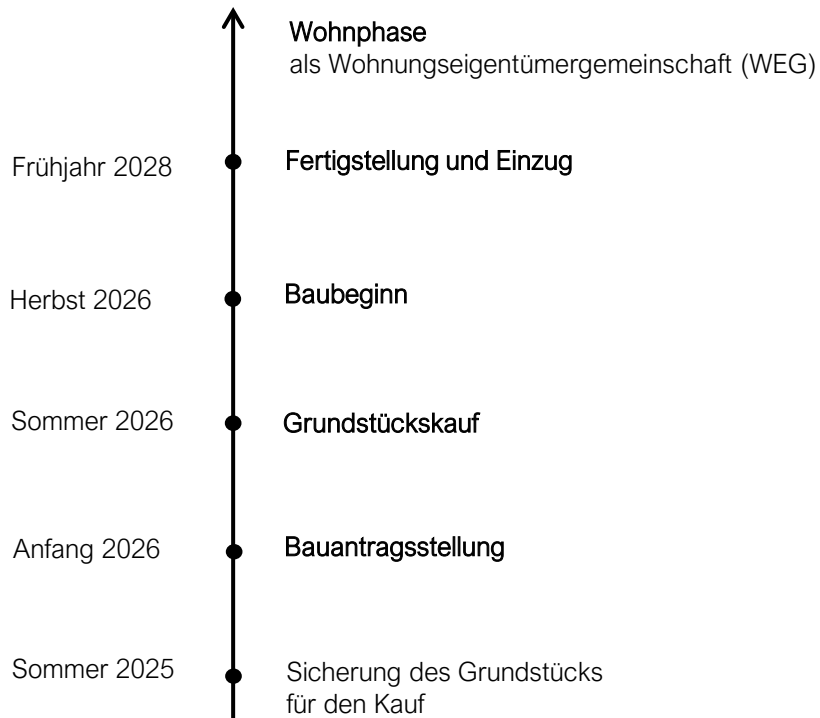 Wohnphase
als Wohnungseigentümergemeinschaft (WEG)
Frühjahr 2028
Fertigstellung und Einzug
Herbst 2026
Baubeginn
Sommer 2026
Grundstückskauf
Anfang 2026
Bauantragsstellung
Sommer 2025
Sicherung des Grundstücks
für den Kauf